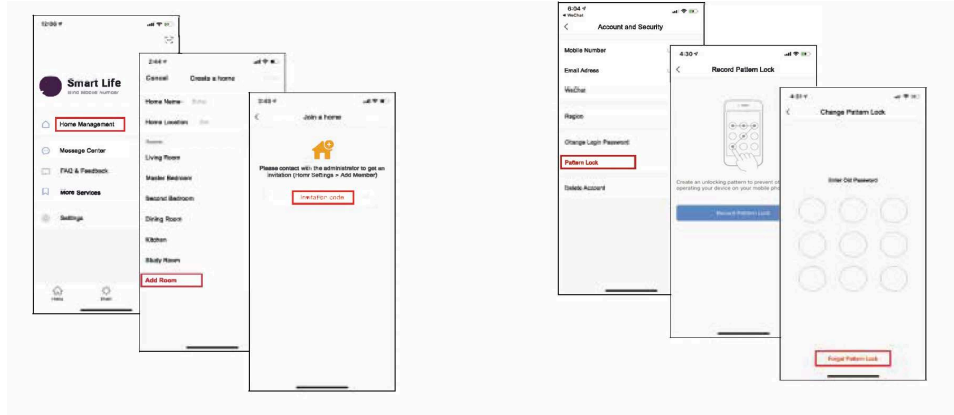 12:00
Smart Life
Home Management
Message Center
FAQ & Feedback
More Services
Settings
2:44
Cancel
Create a home
Home Name
Home Location
Living Room
Master Bedroom
Second Bedroom
Dining Room
Kitchen
Study Room
Add Room
Join a home
Please contact with the administrator to get an
invitation (Home Settings > Add Member)
6:04
WeChat
Account and Security
Mobile Number
Email Adress
WeChat
Region
Change Login Password
Pattern Lock
Delete Account
4:30
Record Pattern Lock
Create an unlocking pattern to prevent
operating your device on your mobile
Record Pattern Lock
4:31
Change Pattern Lock
Enter Old Password
Forgot Pattern Lock